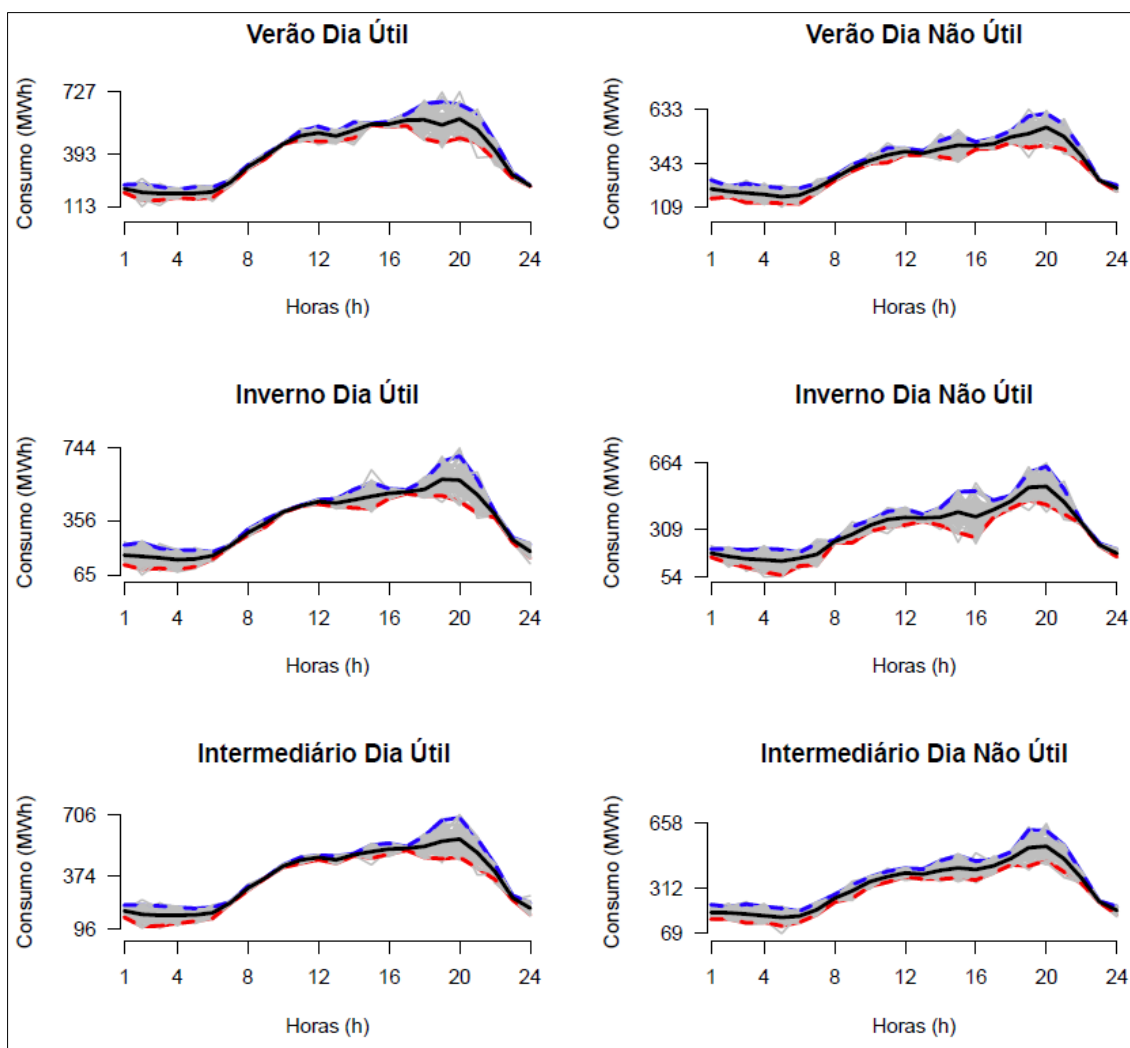 Verão Dia Útil
Consumo (MWh)
727
393
113
1 4 8 12 16 20 24
Horas (h)
Verão Dia Não Útil
Consumo (MWh)
633
343
109
1 4 8 12 16 20 24
Horas (h)
Inverno Dia Útil
Consumo (MWh)
744
356
65
1 4 8 12 16 20 24
Horas (h)
Inverno Dia Não Útil
Consumo (MWh)
664
309
54
1 4 8 12 16 20 24
Horas (h)
Intermediário Dia Útil
Consumo (MWh)
706
374
96
1 4 8 12 16 20 24
Horas (h)
Intermediário Dia Não Útil
Consumo (MWh)
658
312
69
1 4 8 12 16 20 24
Horas (h)